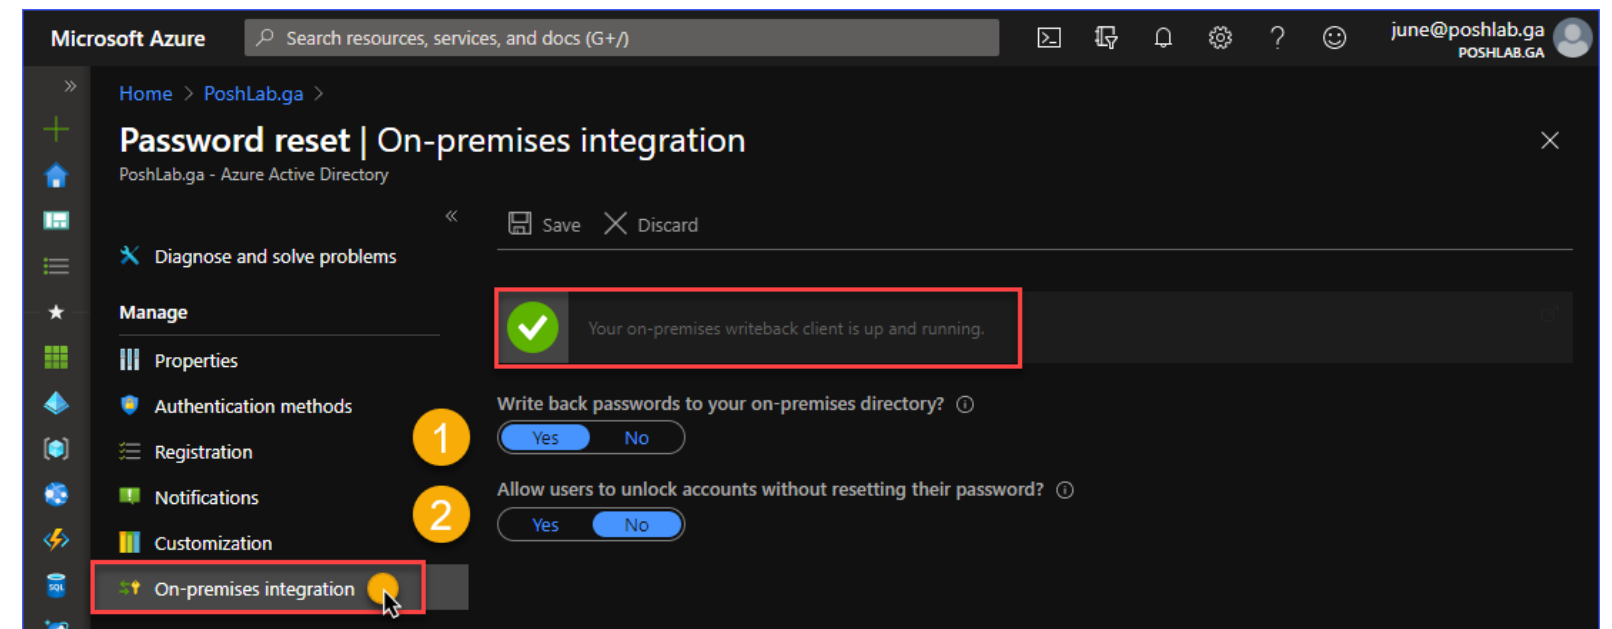 Microsoft Azure
Search resources, services, and docs (G+/)
june@poshlab.ga
POSHLAB.GA
Home > PoshLab.ga >
Password reset | On-premises integration
PoshLab.ga - Azure Active Directory
Save
Discard
Diagnose and solve problems
Manage
Your on-premises writeback client is up and running.
Properties
Authentication methods
Write back passwords to your on-premises directory?
1
Yes No
Registration
Notifications
Allow users to unlock accounts without resetting their password?
2
Yes No
Customization
On-premises integration
SQL